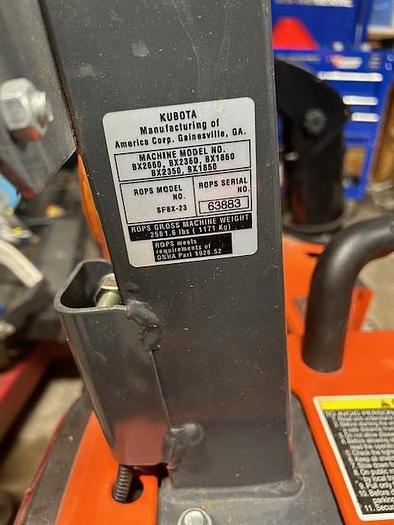 KUBOTA
Manufacturing of
America Corp. Gainesville, GA.
MACHINE MODEL NO.
BX2660, BX2360, BX1860
BX2350, BX1850
ROPS MODEL NO.
SFBX-23
ROPS SERIAL NO.
63883
ROPS GROSS MACHINE WEIGHT
2581.6 lbs ( 1171 Kg)
ROPS meets
requirements of
OSHA Part 1928.52